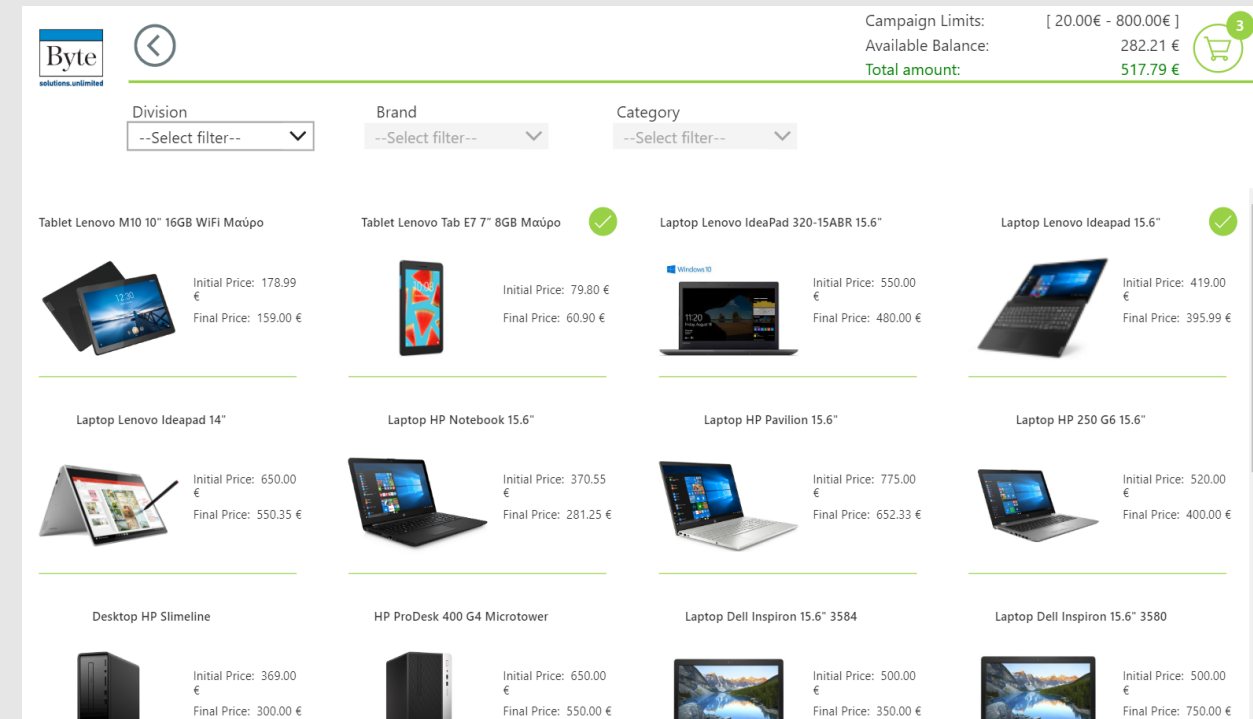 Byte
solutions.unlimited
Campaign Limits: [ 20.00€ - 800.00€ ]
Available Balance: 282.21 €
Total amount: 517.79 €
3
Division
--Select filter--
Brand
--Select filter--
Category
--Select filter--
Tablet Lenovo M10 10" 16GB WiFi Μαύρο
Initial Price: 178.99
€
Final Price: 159.00 €
Tablet Lenovo Tab E7 7" 8GB Μαύρο
Initial Price: 79.80 €
Final Price: 60.90 €
Laptop Lenovo IdeaPad 320-15ABR 15.6"
Windows 10
11:20
Friday, August 18
Initial Price: 550.00
€
Final Price: 480.00 €
Laptop Lenovo Ideapad 15.6"
Initial Price: 419.00
€
Final Price: 395.99 €
Laptop Lenovo Ideapad 14"
Initial Price: 650.00
€
Final Price: 550.35 €
Laptop HP Notebook 15.6"
Initial Price: 370.55
€
Final Price: 281.25 €
Laptop HP Pavilion 15.6"
Initial Price: 775.00
€
Final Price: 652.33 €
Laptop HP 250 G6 15.6"
Initial Price: 520.00
€
Final Price: 400.00 €
Desktop HP Slimeline
Initial Price: 369.00
€
Final Price: 300.00 €
HP ProDesk 400 G4 Microtower
Initial Price: 650.00
€
Final Price: 550.00 €
Laptop Dell Inspiron 15.6" 3584
Initial Price: 500.00
€
Final Price: 350.00 €
Laptop Dell Inspiron 15.6" 3580
Initial Price: 500.00
€
Final Price: 750.00 €